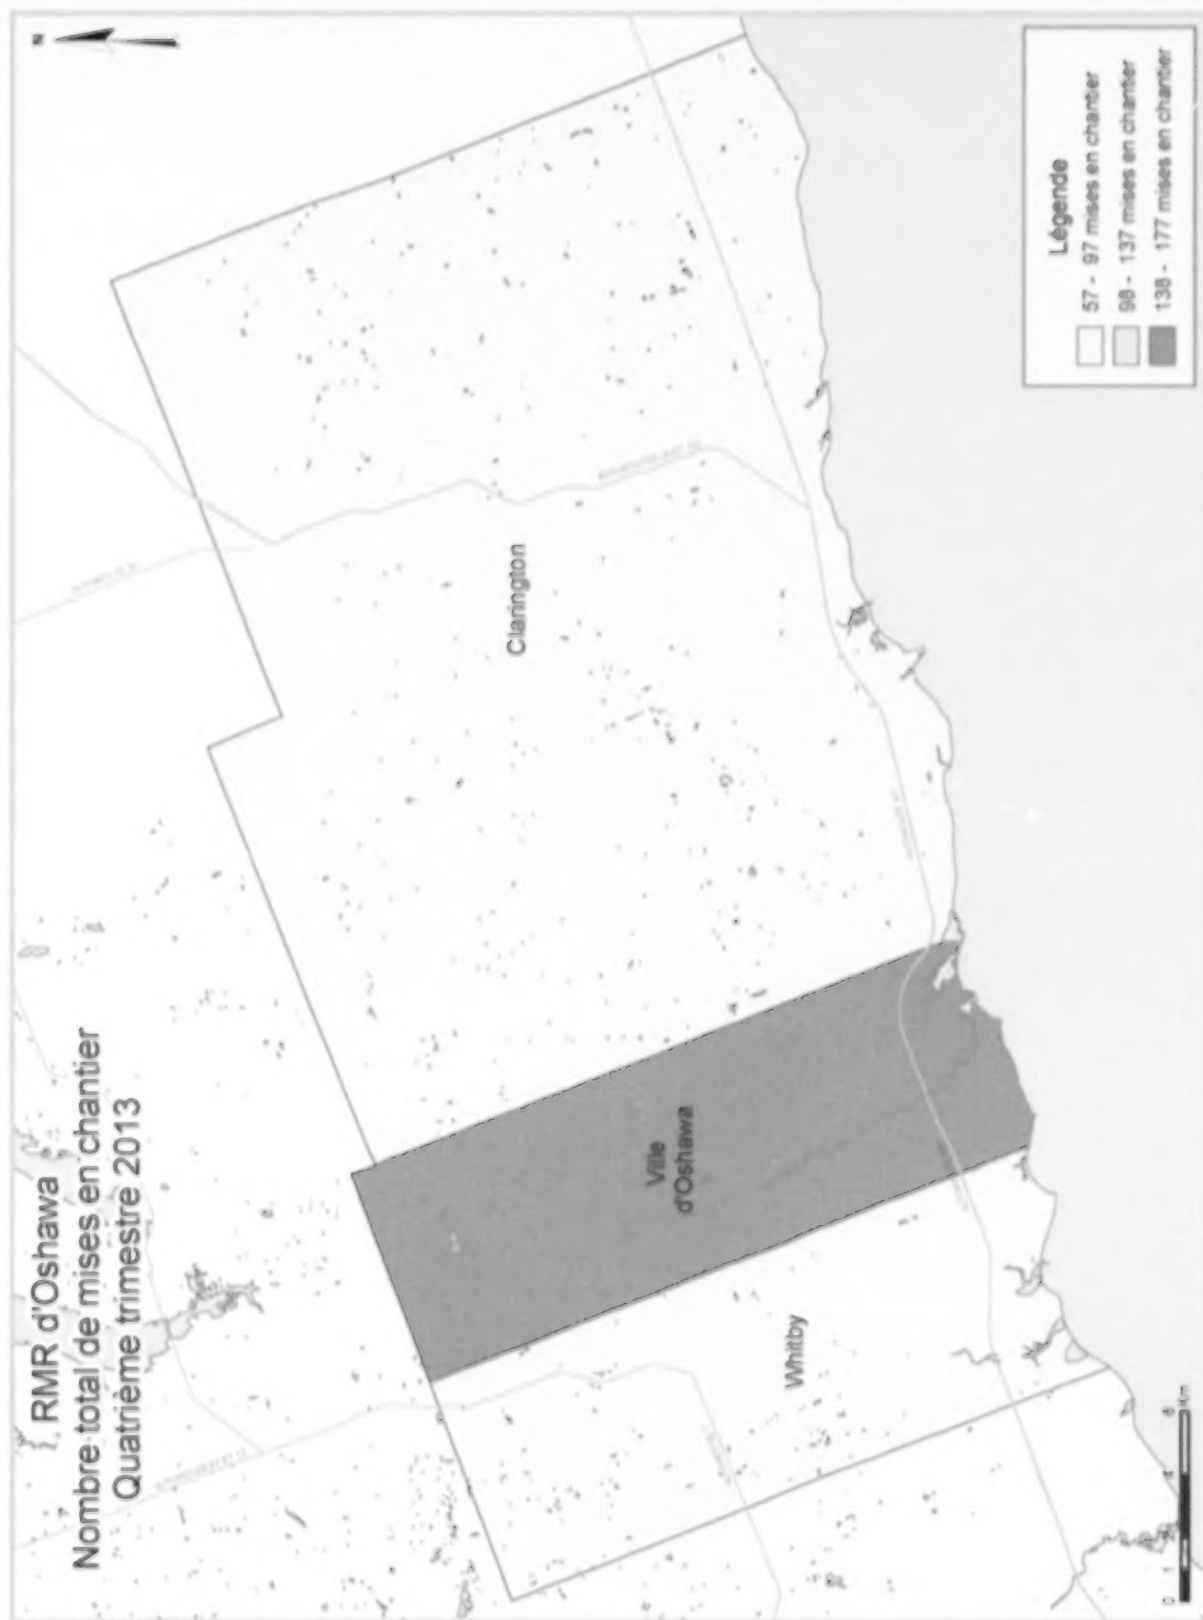 RMR d'Oshawa
Nombre total de mises en chantier
Quatrième trimestre 2013
N
Clarington
Ville
d'Oshawa
Whitby
Légende
57 - 97 mises en chantier
98 - 137 mises en chantier
138 - 177 mises en chantier
Km